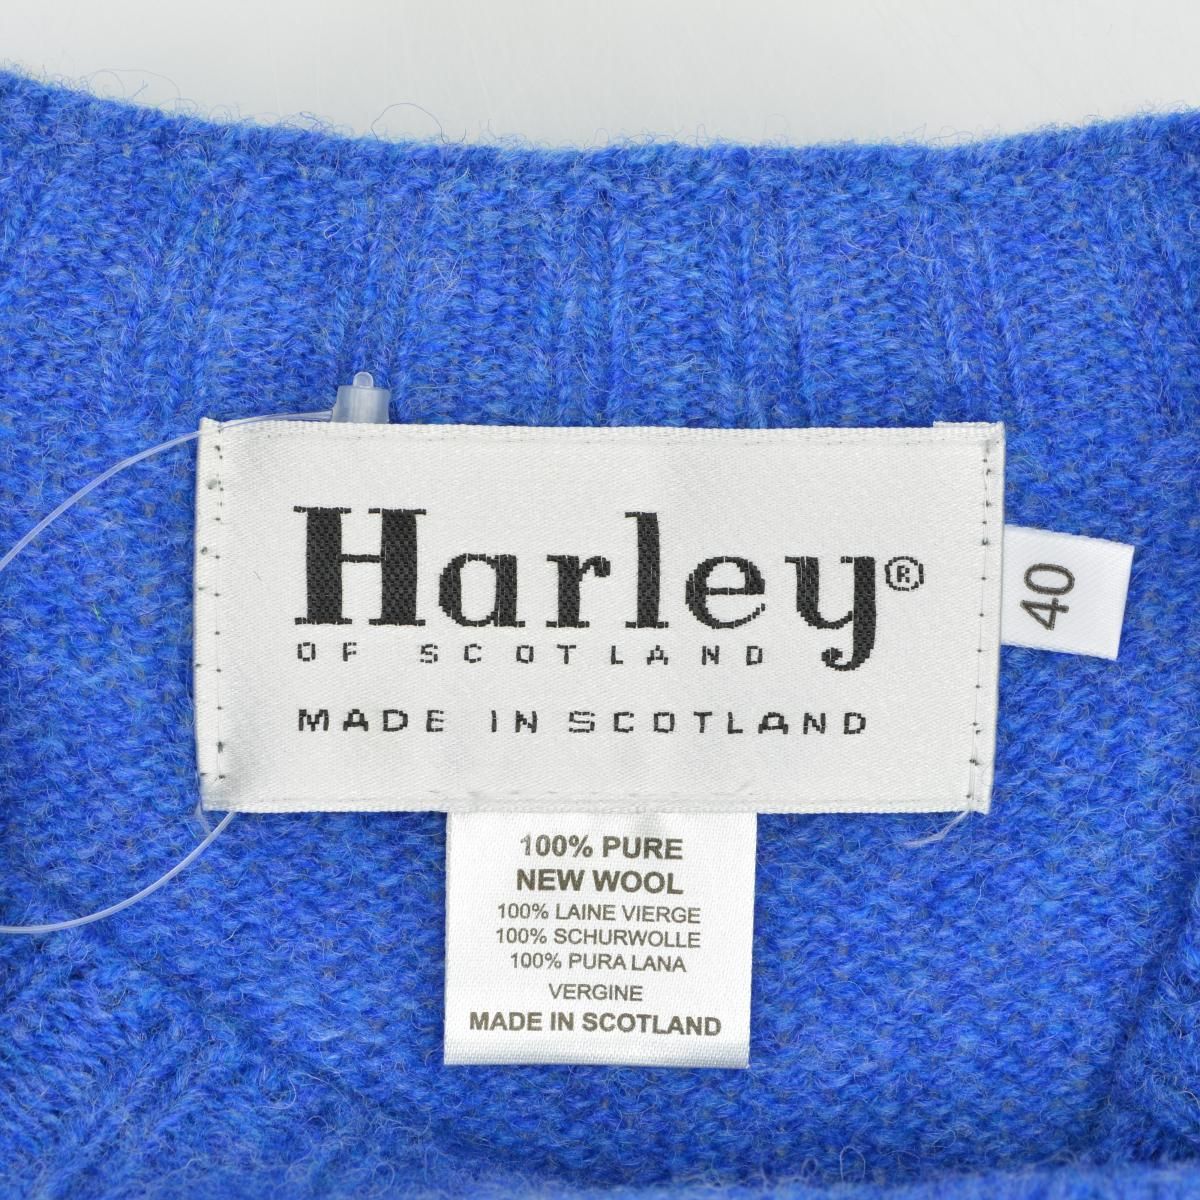 Harley®
OF SCOTLAND
MADE IN SCOTLAND
40
100% PURE
NEW WOOL
100% LAINE VIERGE
100% SCHURWOLLE
100% PURA LANA
VERGINE
MADE IN SCOTLAND